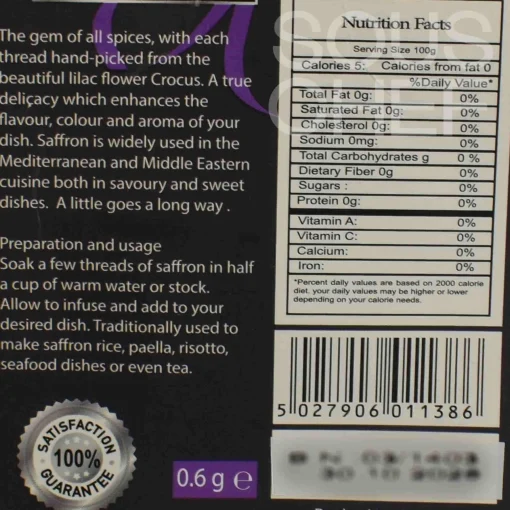 The gem of all spices, with each
thread hand-picked from the
beautiful lilac flower Crocus. A true
deliçacy which enhances the
flavour, colour and aroma of your
dish. Saffron is widely used in the
Mediterranean and Middle Eastern
cuisine both in savoury and sweet
dishes. A little goes a long way .
Preparation and usage
Soak a few threads of saffron in half
a cup of warm water or stock.
Allow to infuse and add to your
desired dish. Traditionally used to
make saffron rice, paella, risotto,
seafood dishes or even tea.
SATISFACTION
100%
GUARANTEE
0.6 g e
SOUS
CHEF
Nutrition Facts
Serving Size 100g
Calories 5: Calories from fat 0
%Daily Value*
Total Fat 0g: 0%
Saturated Fat 0g: 0%
Cholesterol 0g: 0%
Sodium 0mg: 0%
Total Carbohydrates g 0 %
Dietary Fiber 0g 0%
Sugars : 0%
Protein 0g: 0%
Vitamin A: 0%
Vitamin C: 0%
Calcium: 0%
Iron: 0%
*Percent daily values are based on 2000 calorie
diet, your daily values may be higher or lower
depending on your calorie needs.
5 027906 011386